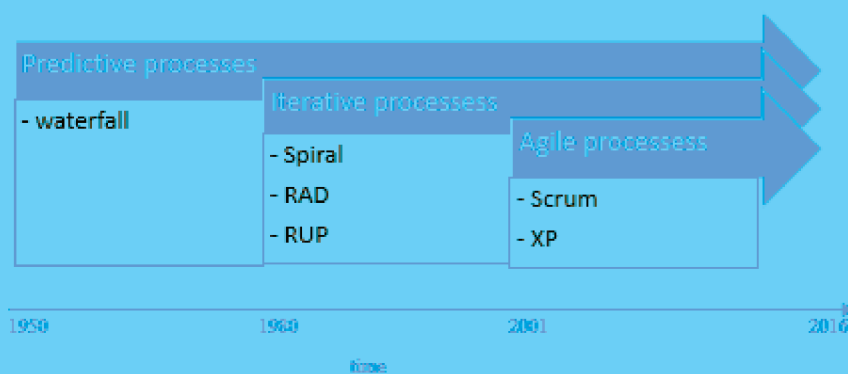 Predictive processes
- waterfall
Iterative processess
- Spiral
- RAD
- RUP
Agile processess
- Scrum
- XP
1950 1980 2001 2016
time